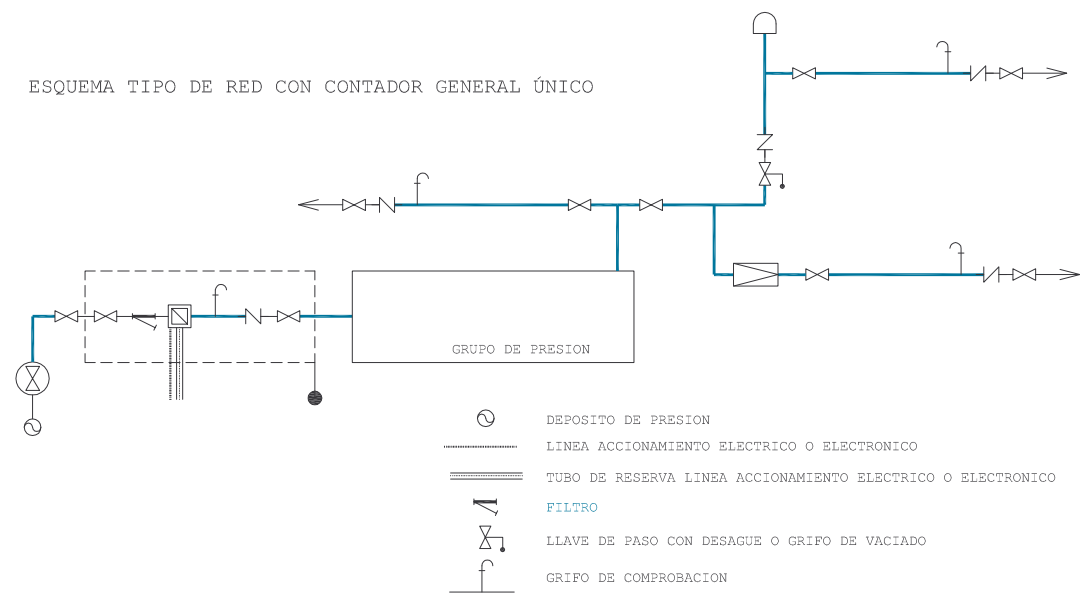 ESQUEMA TIPO DE RED CON CONTADOR GENERAL ÚNICO
GRUPO DE PRESION
DEPOSITO DE PRESION
LINEA ACCIONAMIENTO ELECTRICO O ELECTRONICO
TUBO DE RESERVA LINEA ACCIONAMIENTO ELECTRICO O ELECTRONICO
FILTRO
LLAVE DE PASO CON DESAGUE O GRIFO DE VACIADO
GRIFO DE COMPROBACION